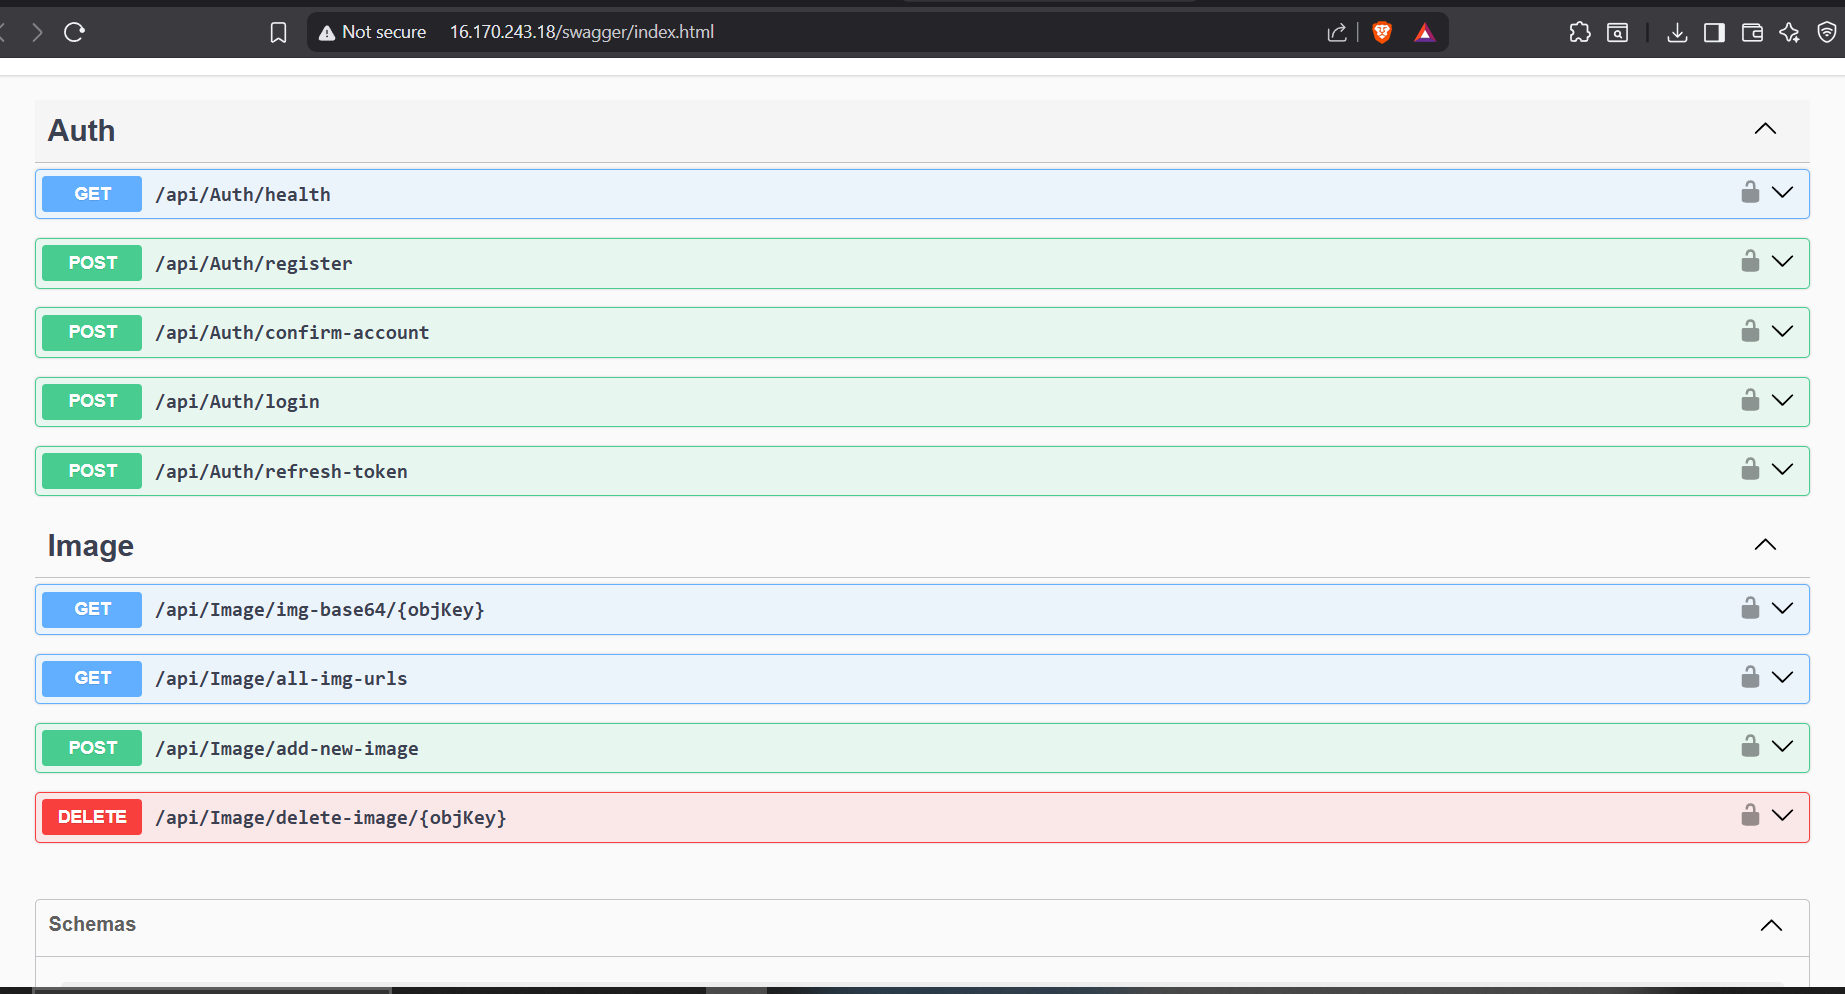 Not secure 16.170.243.18/swagger/index.html
Auth
GET /api/Auth/health
POST /api/Auth/register
POST /api/Auth/confirm-account
POST /api/Auth/login
POST /api/Auth/refresh-token
Image
GET /api/Image/img-base64/{objKey}
GET /api/Image/all-img-urls
POST /api/Image/add-new-image
DELETE /api/Image/delete-image/{objKey}
Schemas